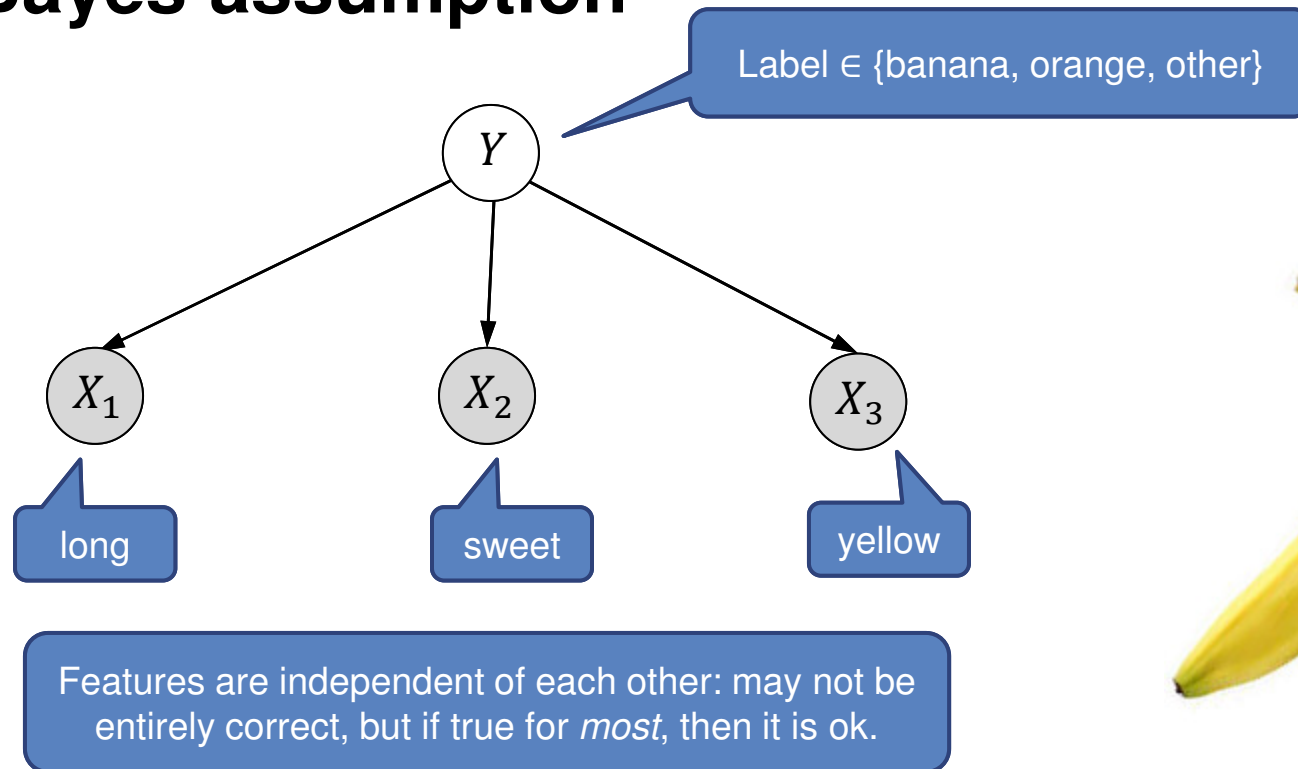 assumption
Label ∈ {banana, orange, other}
Y
X₁
X₂
X₃
long
sweet
yellow
Features are independent of each other: may not be
entirely correct, but if true for most, then it is ok.